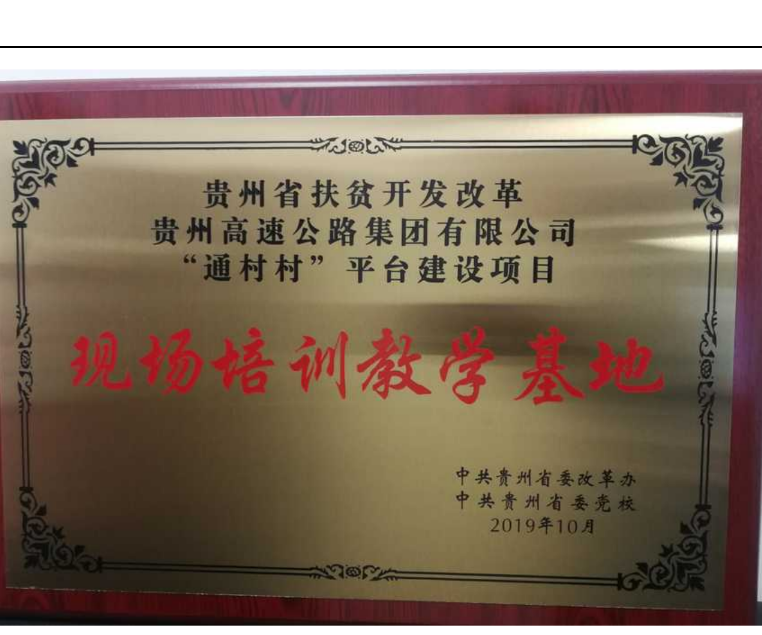 贵州省扶贫开发改革
贵州高速公路集团有限公司
“通村村”平台建设项目
现场培训教学基地
中共贵州省委改革办
中共贵州省委党校
2019年10月